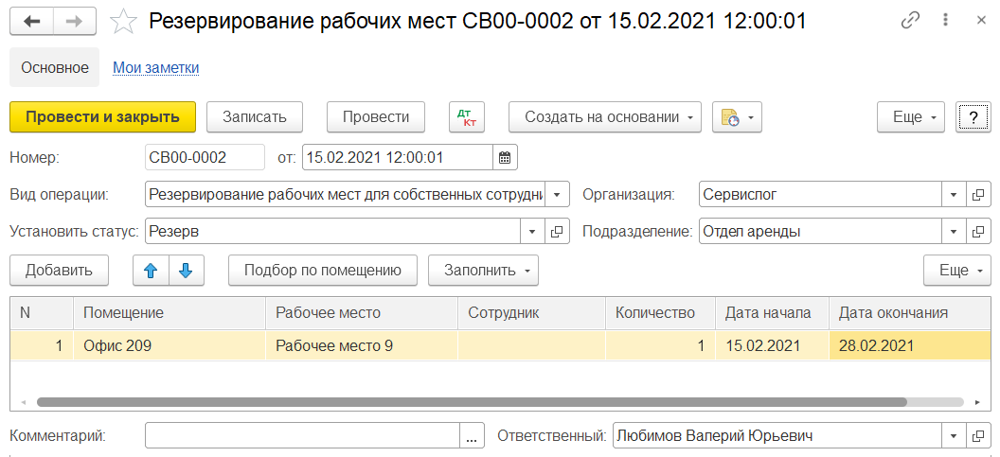 Резервирование рабочих мест СВ00-0002 от 15.02.2021 12:00:01
Основное Мои заметки
Провести и закрыть Записать Провести Дт Кт Создать на основании Еще ?
Номер: СВ00-0002 от: 15.02.2021 12:00:01
Вид операции: Резервирование рабочих мест для собственных сотрудни Организация: Сервислог
Установить статус: Резерв Подразделение: Отдел аренды
Добавить Подбор по помещению Заполнить Еще
N Помещение Рабочее место Сотрудник Количество Дата начала Дата окончания
1 Офис 209 Рабочее место 9 1 15.02.2021 28.02.2021
Комментарий: ... Ответственный: Любимов Валерий Юрьевич